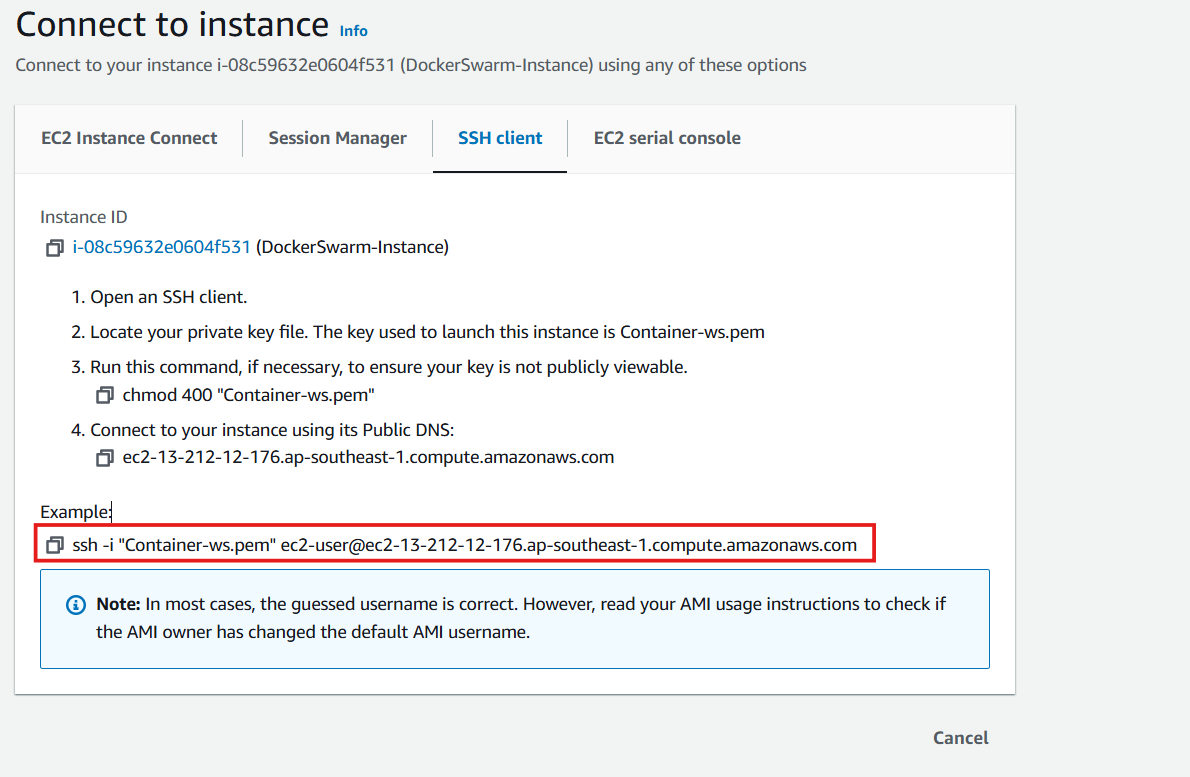 Connect to instance Info
Connect to your instance i-08c59632e0604f531 (DockerSwarm-Instance) using any of these options
EC2 Instance Connect
Session Manager
SSH client
EC2 serial console
Instance ID
i-08c59632e0604f531 (DockerSwarm-Instance)
1. Open an SSH client.
2. Locate your private key file. The key used to launch this instance is Container-ws.pem
3. Run this command, if necessary, to ensure your key is not publicly viewable.
chmod 400 "Container-ws.pem"
4. Connect to your instance using its Public DNS:
ec2-13-212-12-176.ap-southeast-1.compute.amazonaws.com
Example:
ssh -i "Container-ws.pem" ec2-user@ec2-13-212-12-176.ap-southeast-1.compute.amazonaws.com
Note: In most cases, the guessed username is correct. However, read your AMI usage instructions to check if
the AMI owner has changed the default AMI username.
Cancel